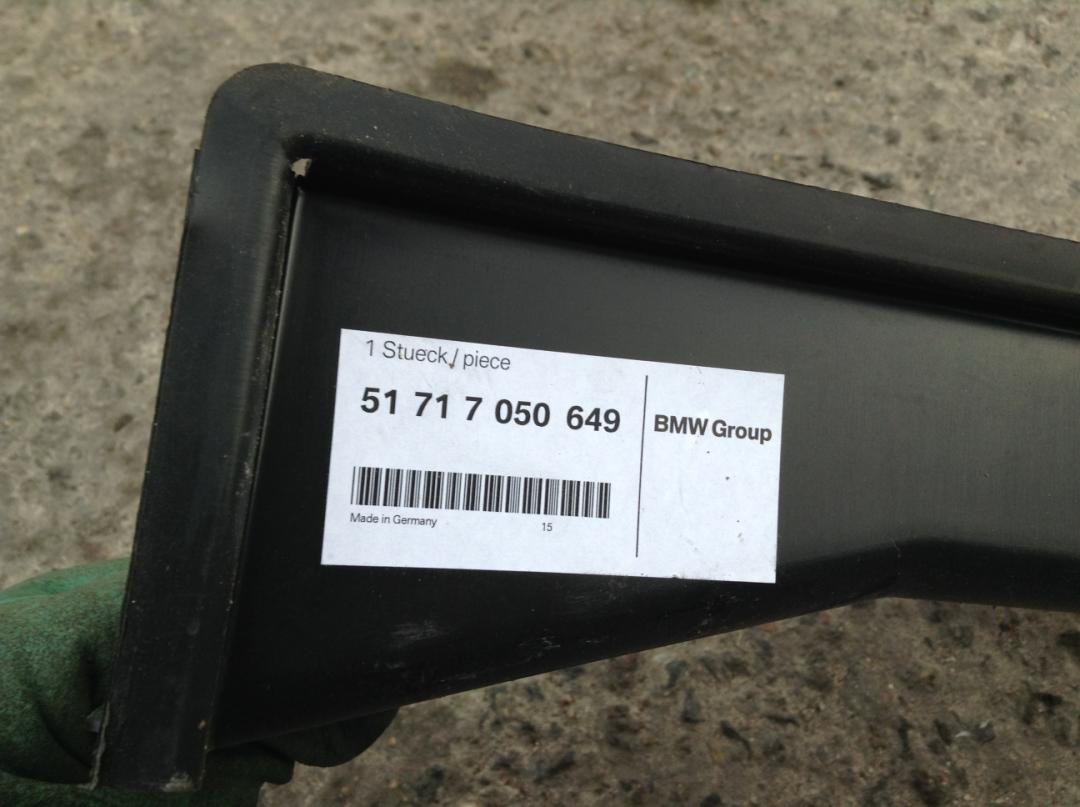 1 Stueck / piece
51 71 7 050 649
BMW Group
Made in Germany 15